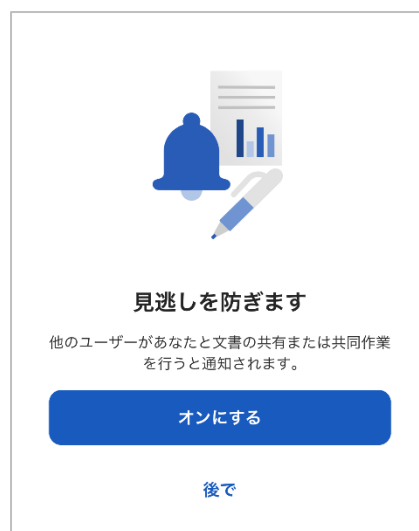 見逃しを防ぎます
他のユーザーがあなたと文書の共有または共同作業
を行うと通知されます。
オンにする
後で